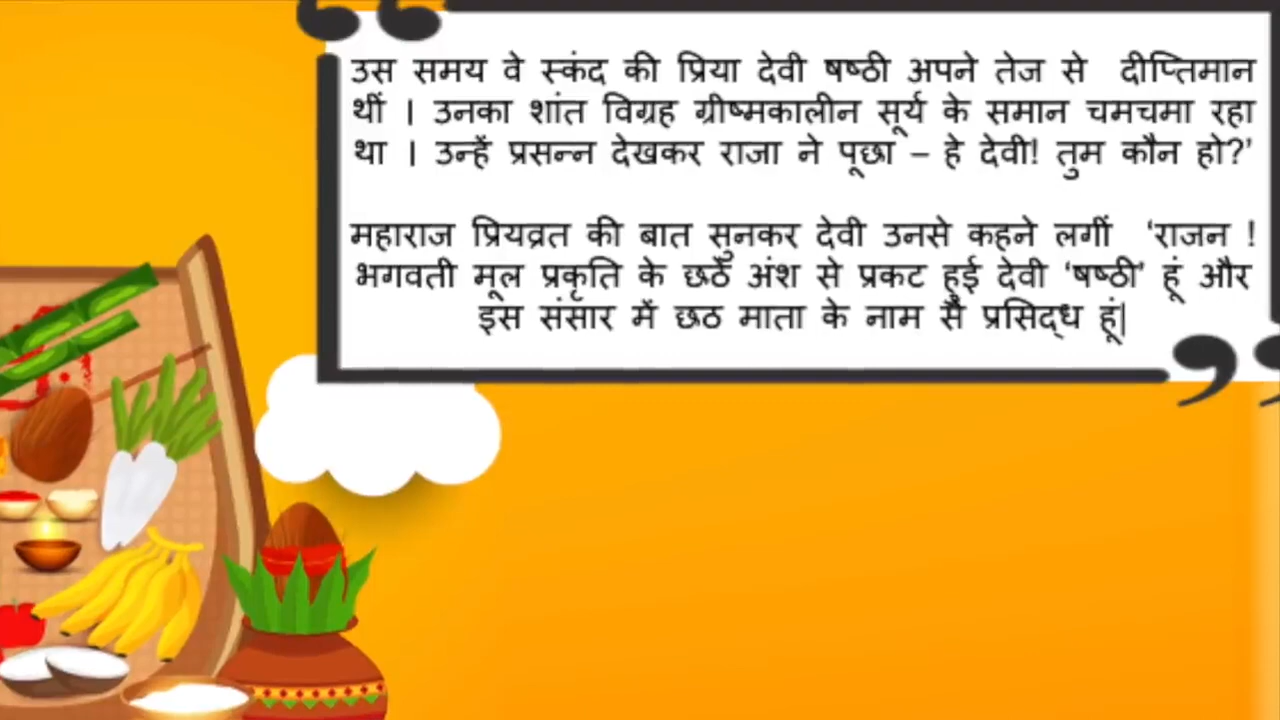 उस समय वे स्कंद की प्रिया देवी षष्ठी अपने तेज से दीप्तिमान
थीं । उनका शांत विग्रह ग्रीष्मकालीन सूर्य के समान चमचमा रहा
था । उन्हें प्रसन्न देखकर राजा ने पूछा – हे देवी! तुम कौन हो?’
महाराज प्रियव्रत की बात सुनकर देवी उनसे कहने लगीं ‘राजन !
भगवती मूल प्रकृति के छठे अंश से प्रकट हुई देवी ‘षष्ठी’ हूं और
इस संसार में छठ माता के नाम से प्रसिद्ध हूं|